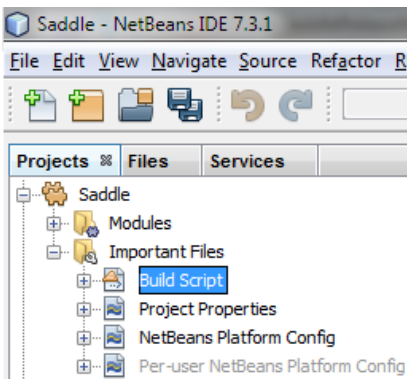 Saddle - NetBeans IDE 7.3.1
File Edit View Navigate Source Refactor R
Projects Files Services
Saddle
Modules
Important Files
Build Script
Project Properties
NetBeans Platform Config
Per-user NetBeans Platform Config